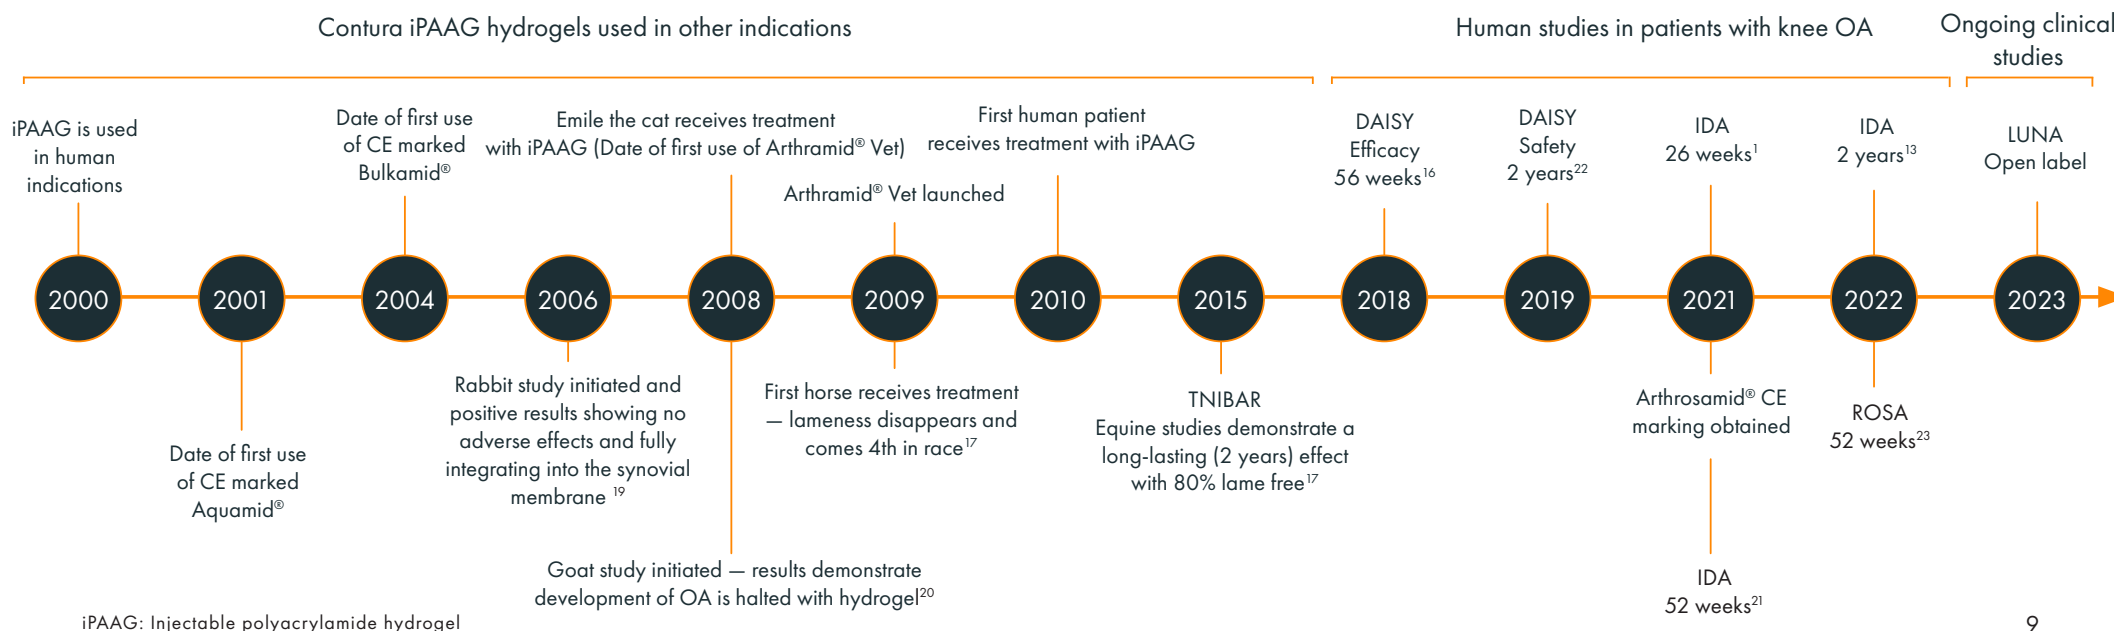 Contura iPAAG hydrogels used in other indications
Human studies in patients with knee OA
Ongoing clinical
studies
iPAAG is used
in human
indications
Date of first use
of CE marked
Bulkamid®
Emile the cat receives treatment
with iPAAG (Date of first use of Arthramid® Vet)
Arthramid® Vet launched
First human patient
receives treatment with iPAAG
DAISY
Efficacy
56 weeks16
DAISY
Safety
2 years22
IDA
26 weeks1
IDA
2 years13
LUNA
Open label
2000
2001
2004
2006
2008
2009
2010
2015
2018
2019
2021
2022
2023
Date of first use
of CE marked
Aquamid®
Rabbit study initiated and
positive results showing no
adverse effects and fully
integrating into the synovial
membrane 19
Goat study initiated — results demonstrate
development of OA is halted with hydrogel20
First horse receives treatment
— lameness disappears and
comes 4th in race17
TNIBAR
Equine studies demonstrate a
long-lasting (2 years) effect
with 80% lame free17
Arthrosamid® CE
marking obtained
IDA
52 weeks21
ROSA
52 weeks23
iPAAG: Injectable polyacrylamide hydrogel
9